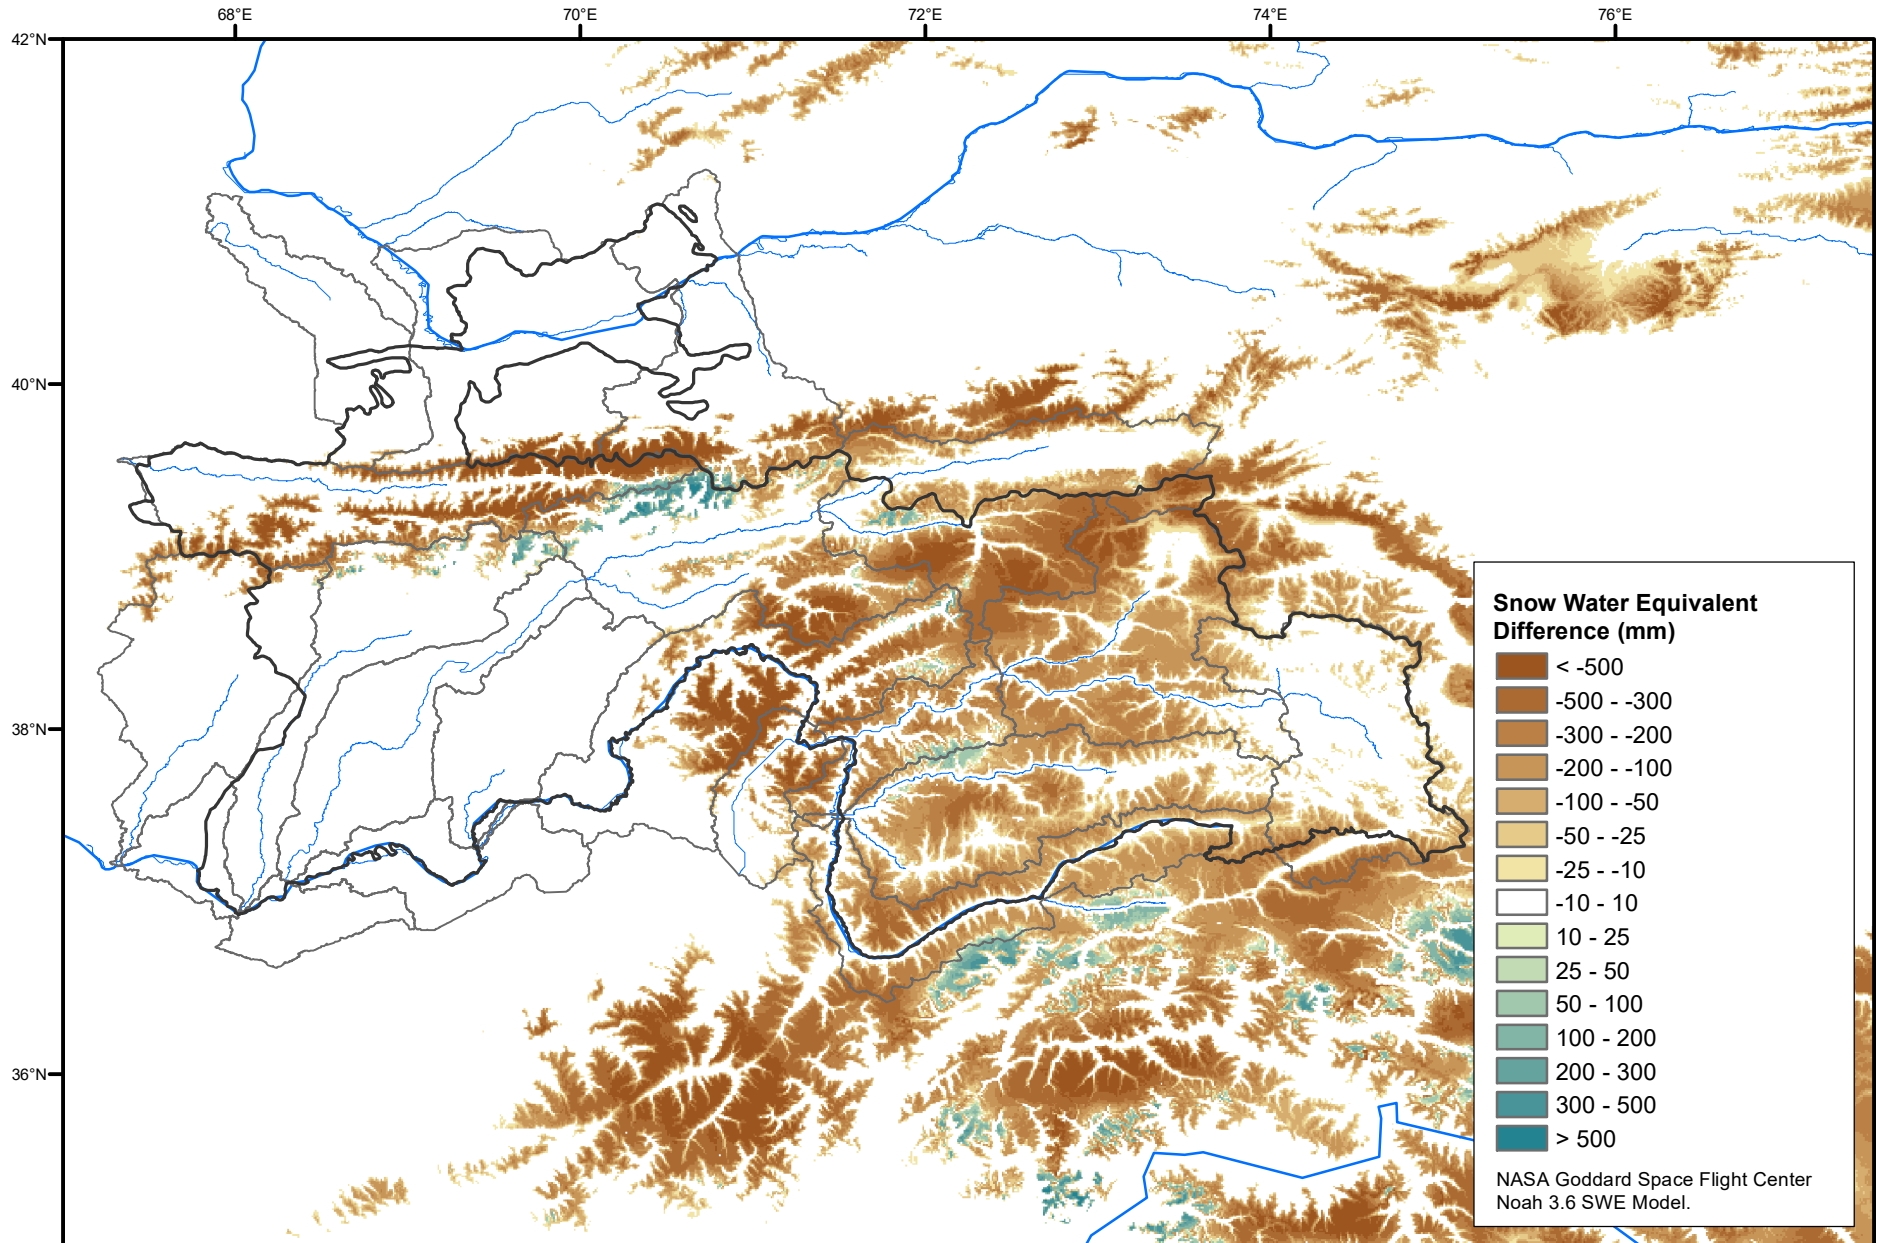 68°E
70°E
72°E
74°E
76°E
42°N
40°N
38°N
36°N
Snow Water Equivalent
Difference (mm)
< -500
-500 - -300
-300 - -200
-200 - -100
-100 - -50
-50 - -25
-25 - -10
-10 - 10
10 - 25
25 - 50
50 - 100
100 - 200
200 - 300
300 - 500
> 500
NASA Goddard Space Flight Center
Noah 3.6 SWE Model.